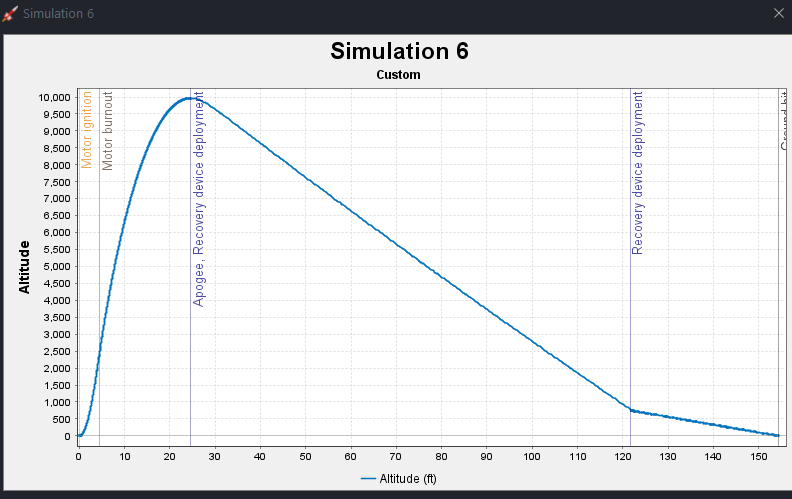 Simulation 6
Simulation 6
Custom
Altitude
10,000
9,500
9,000
8,500
8,000
7,500
7,000
6,500
6,000
5,500
5,000
4,500
4,000
3,500
3,000
2,500
2,000
1,500
1,000
500
0
Motor ignition
Motor burnout
Apogee, Recovery device deployment
Recovery device deployment
0 10 20 30 40 50 60 70 80 90 100 110 120 130 140 150
Altitude (ft)